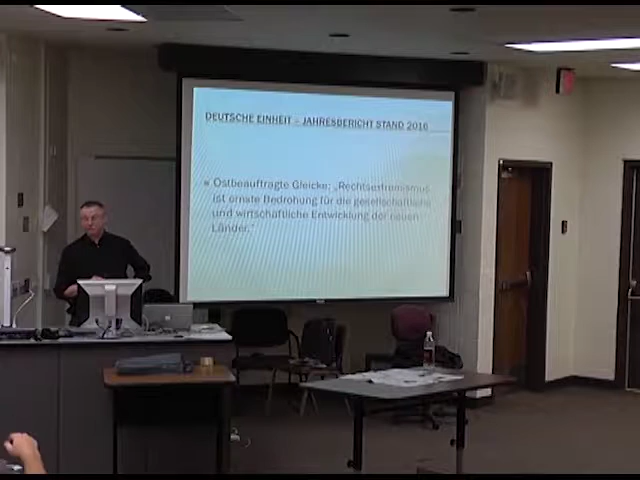 DEUTSCHE EINHEIT – JAHRESBERICHT STAND 2016
Ostbeauftragte Gleicke: „Rechtsextremismus
ist ernste Bedrohung für die gesellschaftliche
und wirtschaftliche Entwicklung der neuen
Länder."